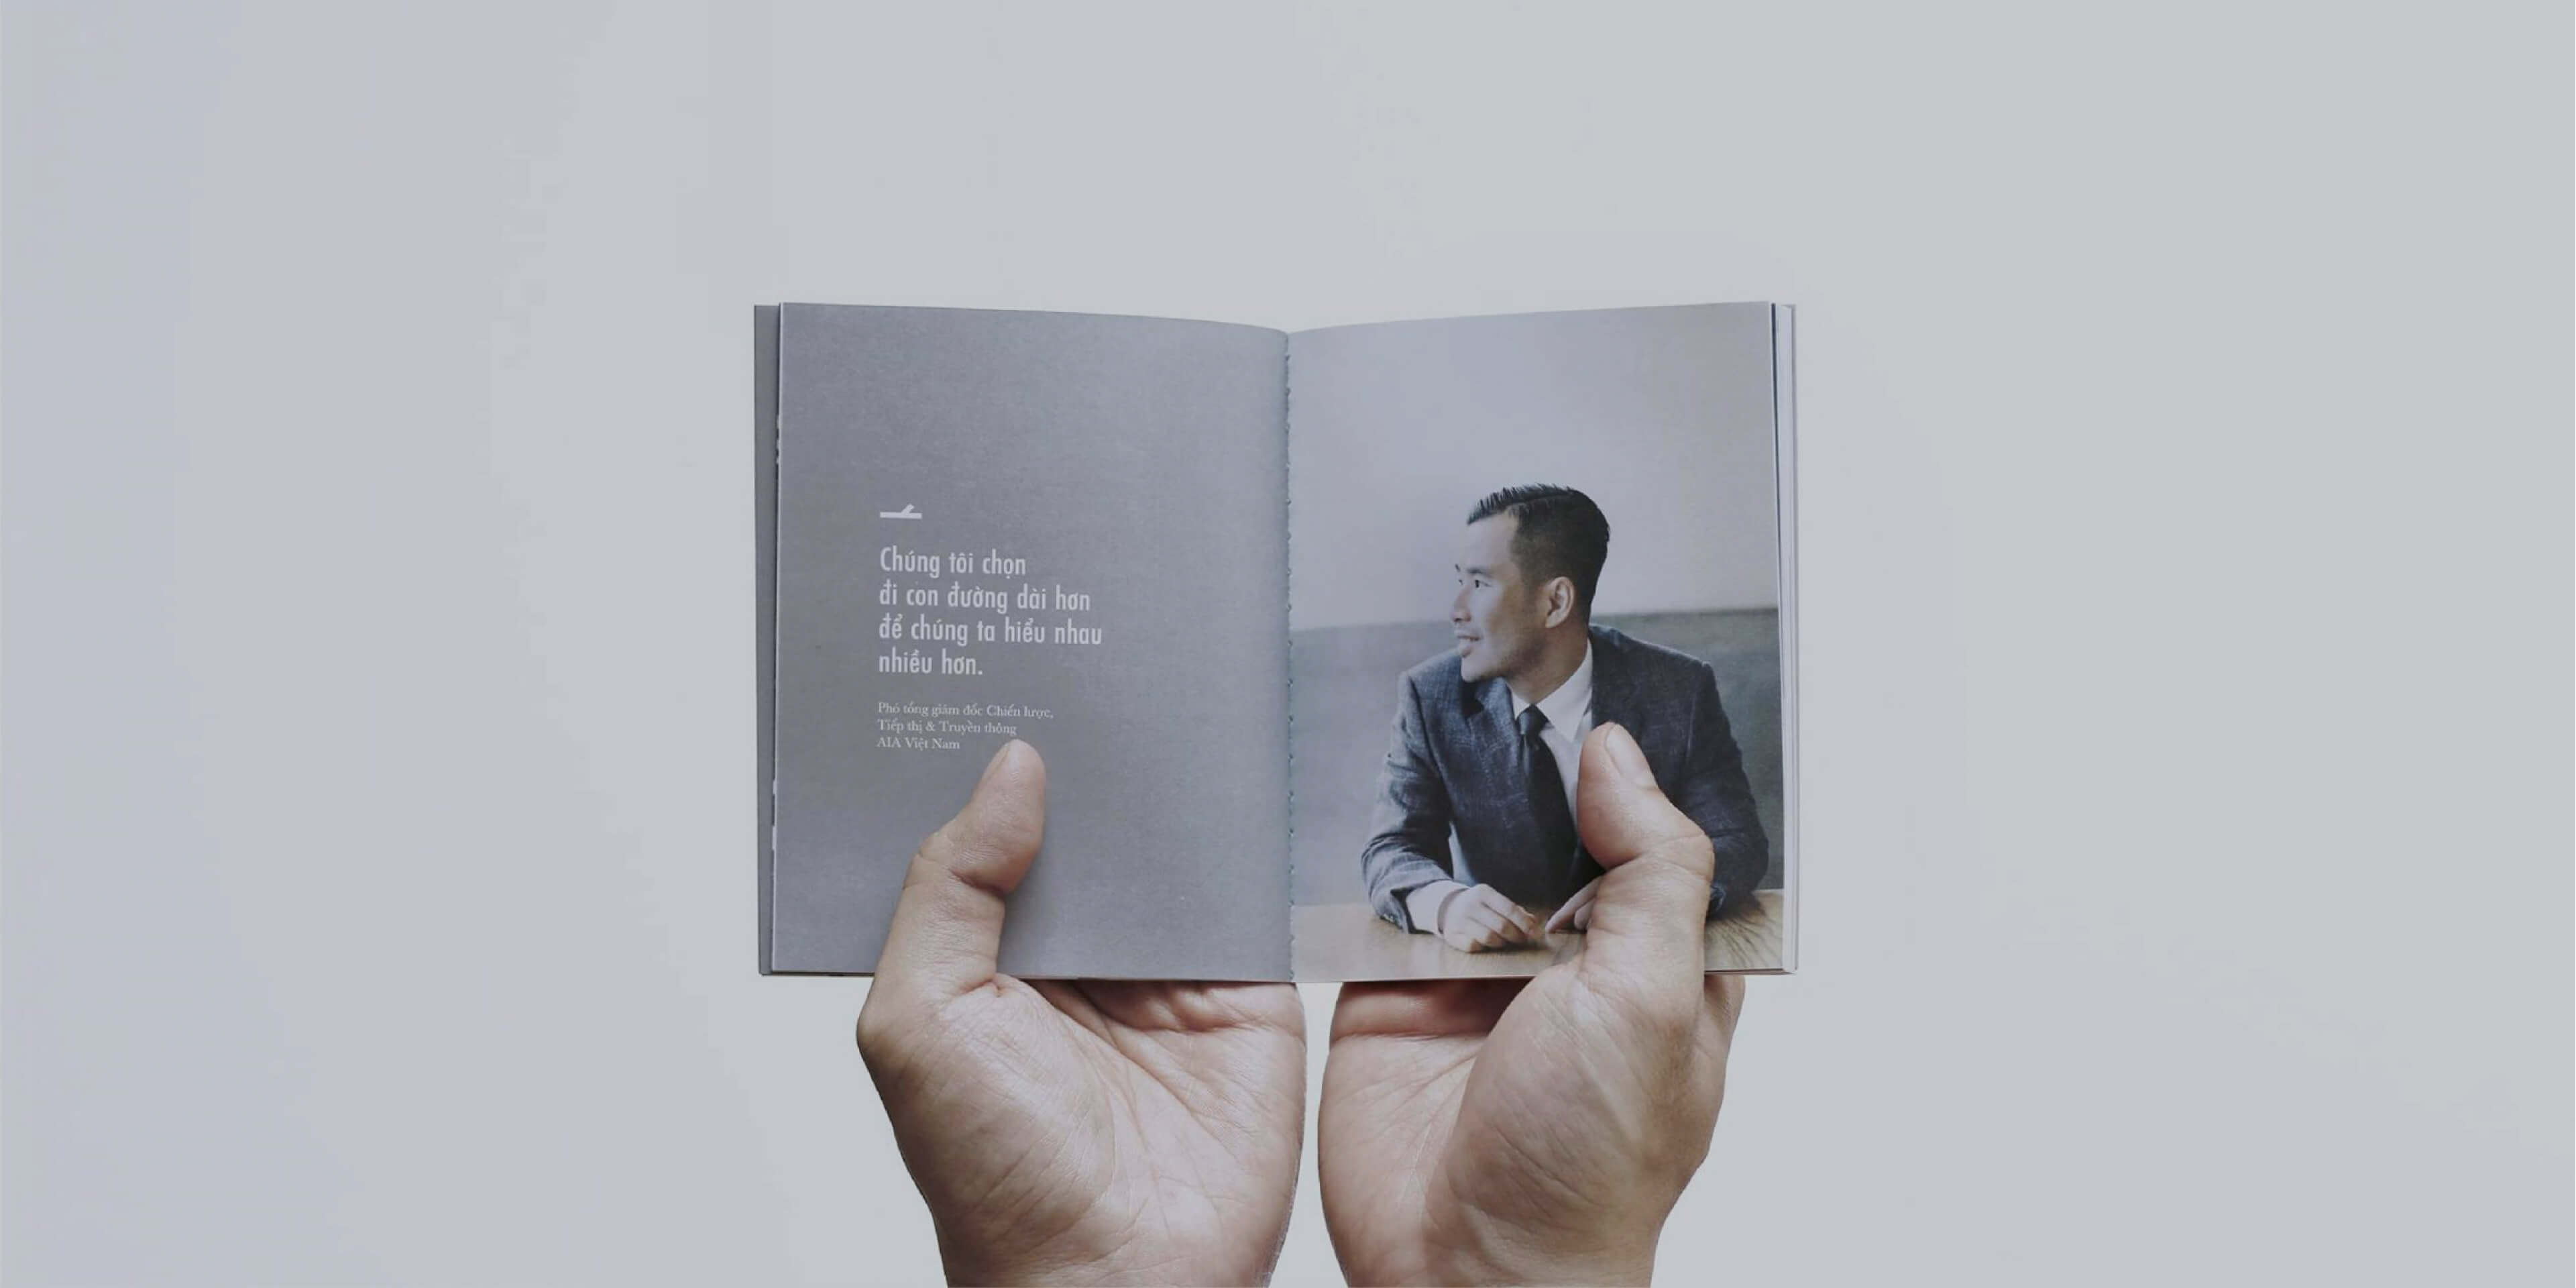 Chúng tôi chọn
đi con đường dài hơn
để chúng ta hiểu nhau
nhiều hơn.
Phó tổng giám đốc Chiến lược,
Tiếp thị & Truyền thông
AIA Việt Nam